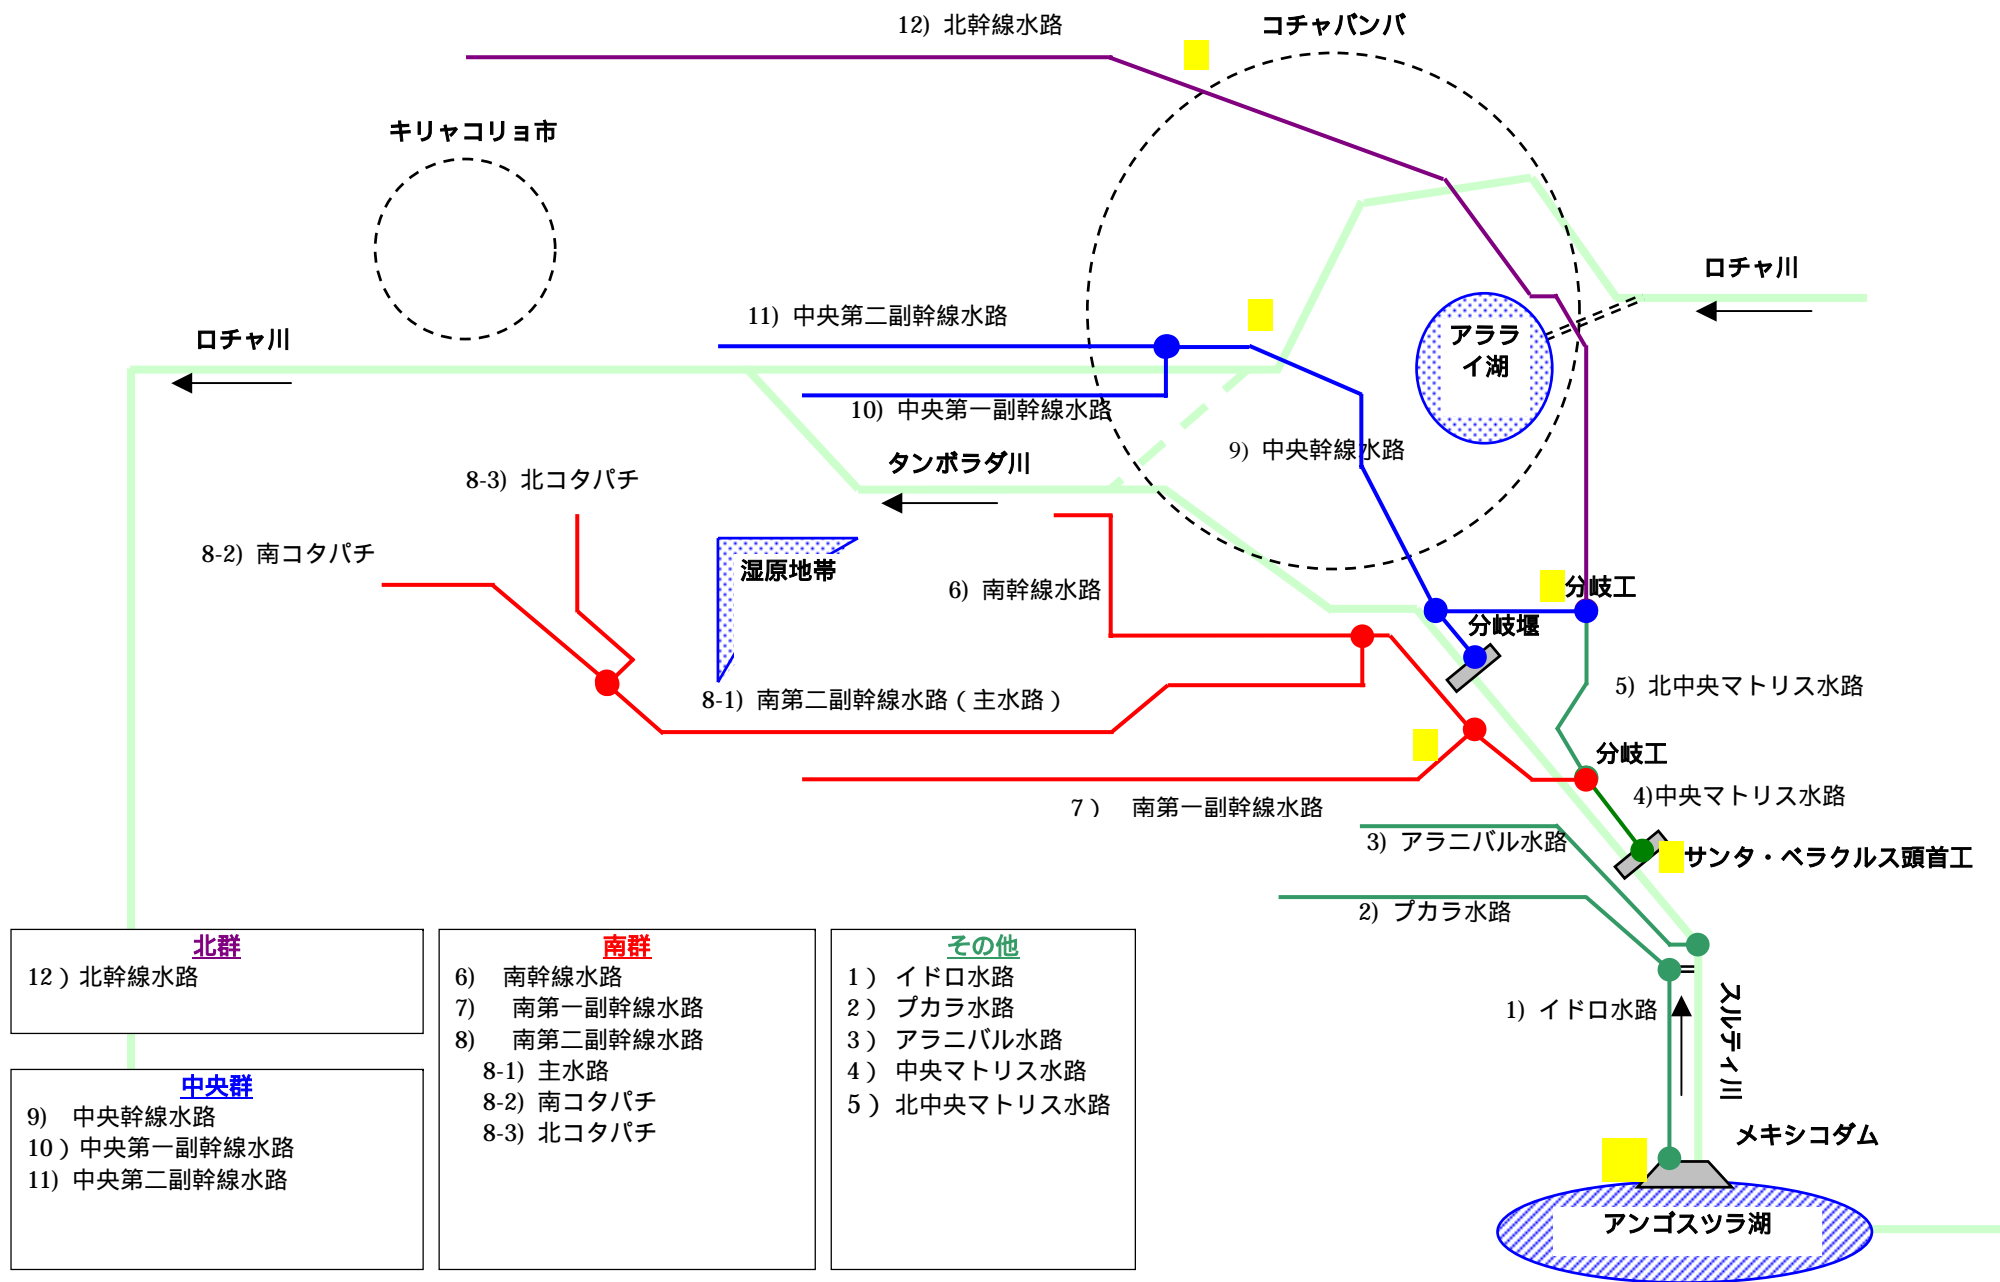 12) 北幹線水路
コチャバンバ
キリャコリョ市
ロチャ川
11) 中央第二副幹線水路
ロチャ川
アララ
イ湖
10) 中央第一副幹線水路
9) 中央幹線水路
タンボラダ川
8-3) 北コタパチ
8-2) 南コタパチ
湿原地帯
6) 南幹線水路
分岐工
分岐堰
8-1) 南第二副幹線水路（主水路）
5) 北中央マトリス水路
分岐工
7） 南第一副幹線水路
4)中央マトリス水路
3) アラニバル水路
サンタ・ベラクルス頭首工
2) プカラ水路
1) イドロ水路
スルティ川
メキシコダム
アンゴスツラ湖
北群
12）北幹線水路
中央群
9) 中央幹線水路
10）中央第一副幹線水路
11) 中央第二副幹線水路
南群
6) 南幹線水路
7) 南第一副幹線水路
8) 南第二副幹線水路
8-1) 主水路
8-2) 南コタパチ
8-3) 北コタパチ
その他
1） イドロ水路
2） プカラ水路
3） アラニバル水路
4） 中央マトリス水路
5） 北中央マトリス水路